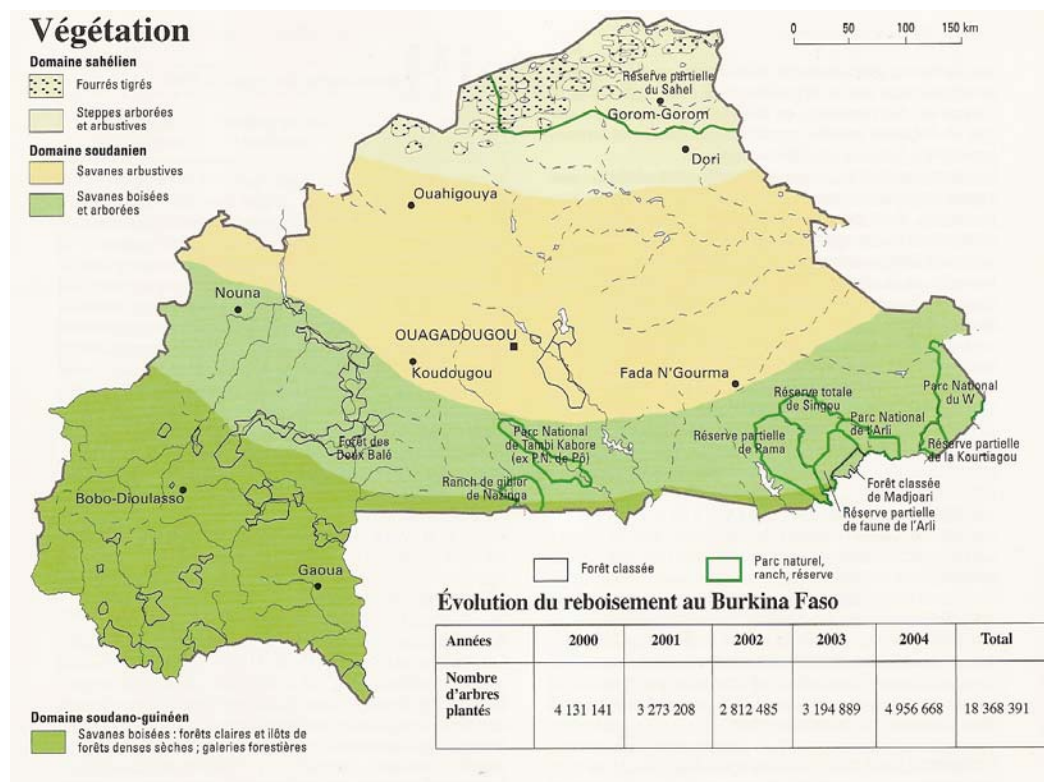 Végétation
Domaine sahélien
Fourrés tigrés
Steppes arborées
et arbustives
Domaine soudanien
Savanes arbustives
Savanes boisées
et arborées
0 50 100 150 km
Réserve partielle
du Sahel
Gorom-Gorom
Dori
Ouahigouya
Nouna
OUAGADOUGOU
Koudougou
Fada N'Gourma
Parc National
du W
Réserve totale
de Singou
Parc National
de l'Arli
Réserve partielle
de Pama
Réserve partielle
de la Kourtiagou
Forêt classée
de Madjoari
Réserve partielle
de faune de l'Arli
Parc National
de Tambi Kabore
(ex P.N. de Pô)
Ranch de gibier
de Nazinga
Forêt des
Deux Balé
Bobo-Dioulasso
Gaoua
Forêt classée
Parc naturel,
ranch, réserve
Évolution du reboisement au Burkina Faso
Années 2000 2001 2002 2003 2004 Total
Nombre
d'arbres
plantés 4 131 141 3 273 208 2 812 485 3 194 889 4 956 668 18 368 391
Domaine soudano-guinéen
Savanes boisées : forêts claires et ilôts de
forêts denses sèches ; galeries forestières